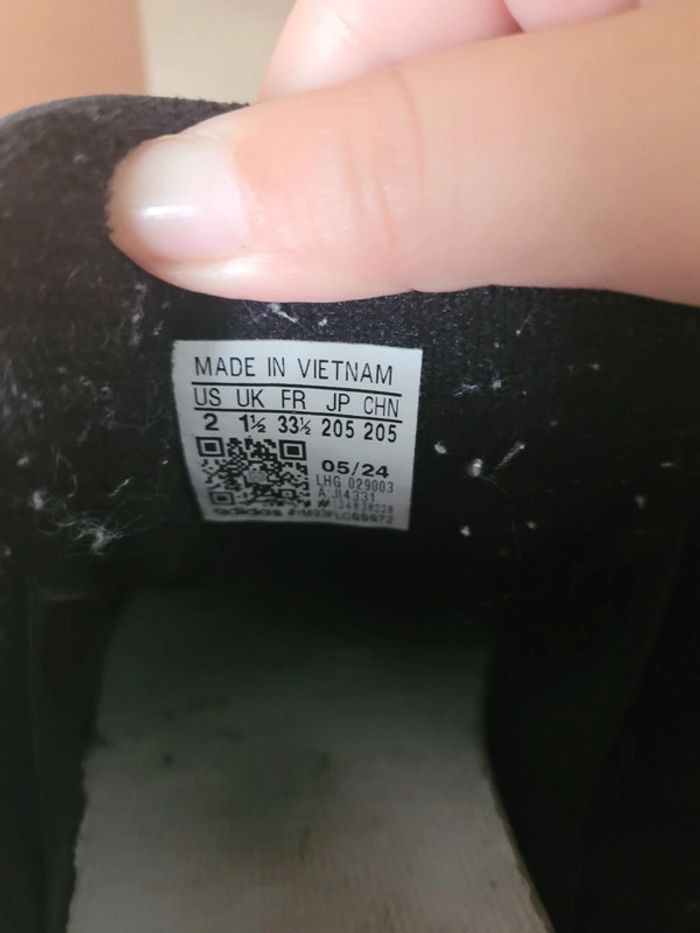 MADE IN VIETNAM
US UK FR JP CHN
2 1½ 33½ 205 205
05/24
LHG 029003
A:JI4331
adidas